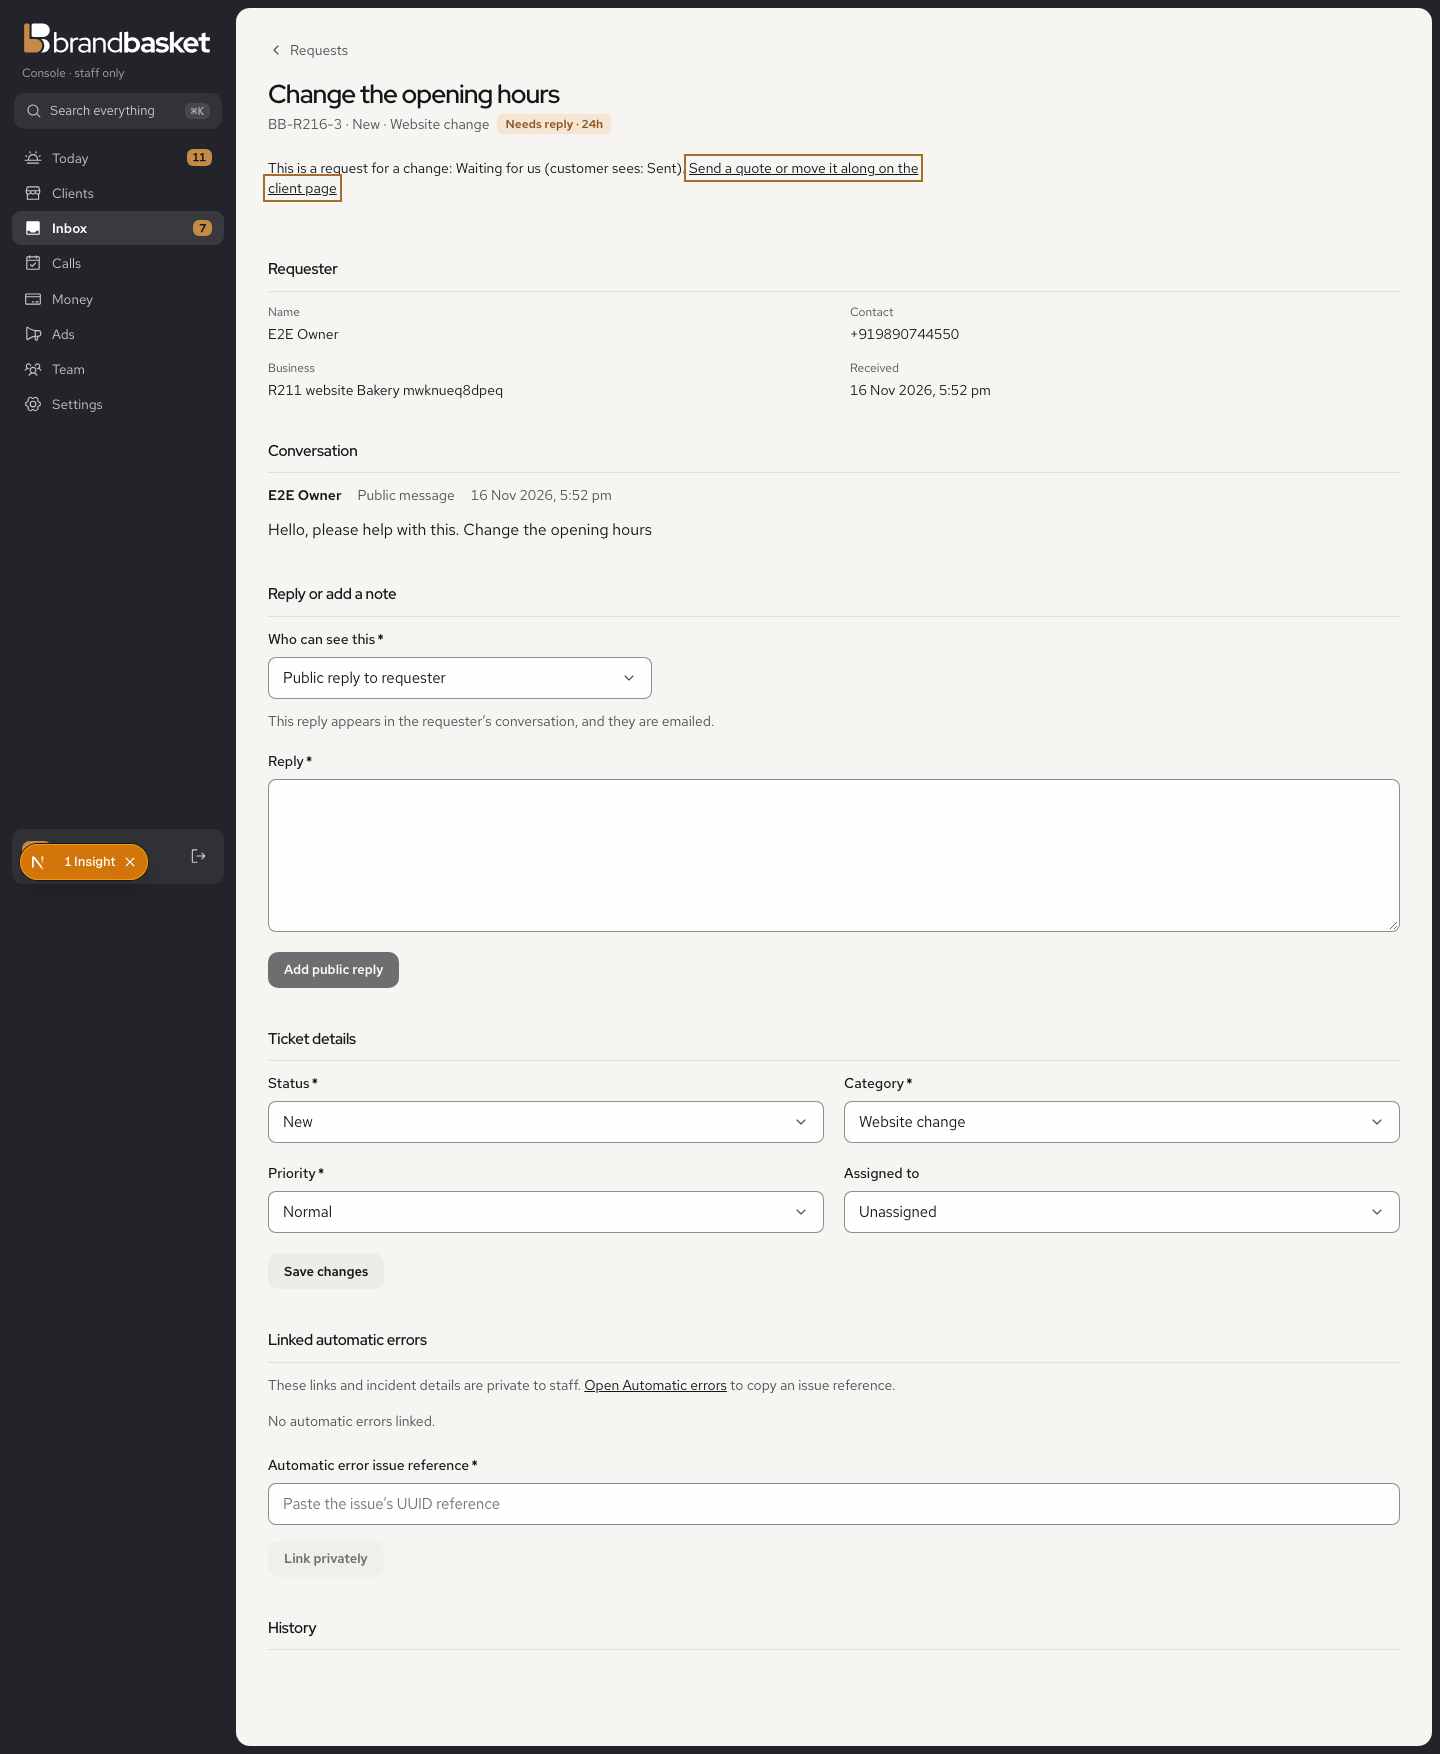 brandbasket
Console · staff only
Search everything ⌘K
Today 11
Clients
Inbox 7
Calls
Money
Ads
Team
Settings
1 Insight
Requests
Change the opening hours
BB-R216-3 · New · Website change Needs reply · 24h
This is a request for a change: Waiting for us (customer sees: Sent). Send a quote or move it along on the
client page
Requester
Name
E2E Owner
Contact
+919890744550
Business
R211 website Bakery mwknueq8dpeq
Received
16 Nov 2026, 5:52 pm
Conversation
E2E Owner Public message 16 Nov 2026, 5:52 pm
Hello, please help with this. Change the opening hours
Reply or add a note
Who can see this *
Public reply to requester
This reply appears in the requester’s conversation, and they are emailed.
Reply *
Add public reply
Ticket details
Status *
New
Category *
Website change
Priority *
Normal
Assigned to
Unassigned
Save changes
Linked automatic errors
These links and incident details are private to staff. Open Automatic errors to copy an issue reference.
No automatic errors linked.
Automatic error issue reference *
Paste the issue’s UUID reference
Link privately
History